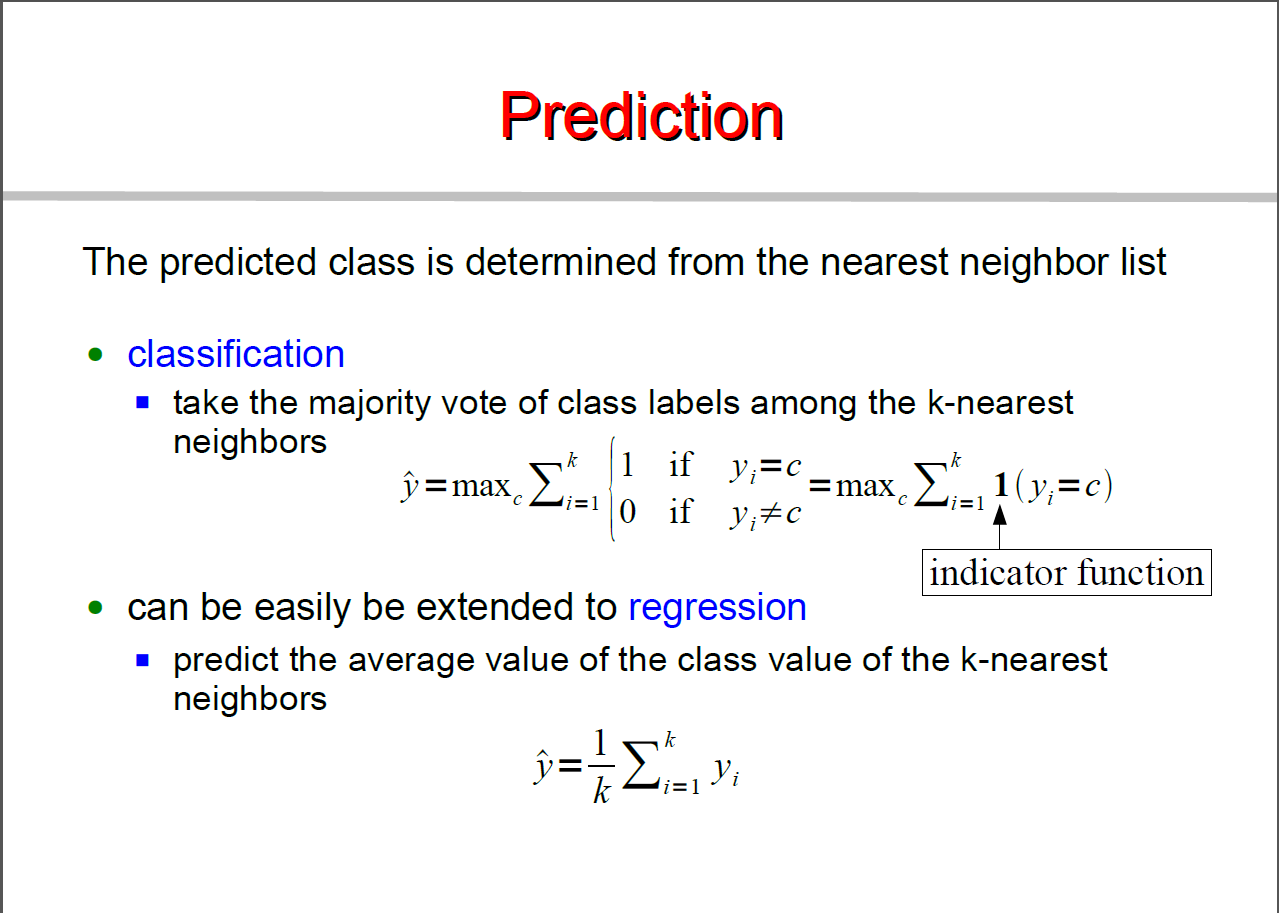 Prediction
The predicted class is determined from the nearest neighbor list
• classification
▪ take the majority vote of class labels among the k-nearest
neighbors
ŷ = max_c ∑_{i=1}^{k} { 1 if y_i = c
0 if y_i ≠ c = max_c ∑_{i=1}^{k} 1(y_i = c)
indicator function
• can be easily be extended to regression
▪ predict the average value of the class value of the k-nearest
neighbors
ŷ = 1/k ∑_{i=1}^{k} y_i